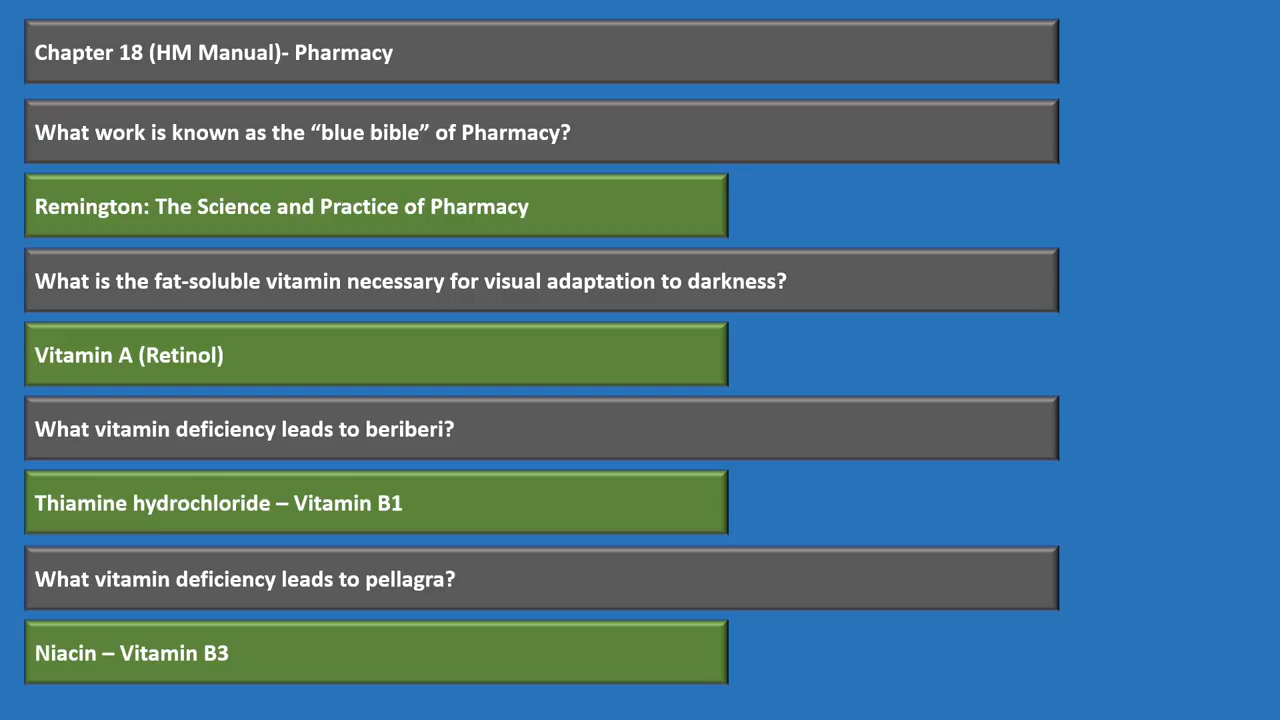 Chapter 18 (HM Manual)- Pharmacy
What work is known as the “blue bible” of Pharmacy?
Remington: The Science and Practice of Pharmacy
What is the fat-soluble vitamin necessary for visual adaptation to darkness?
Vitamin A (Retinol)
What vitamin deficiency leads to beriberi?
Thiamine hydrochloride – Vitamin B1
What vitamin deficiency leads to pellagra?
Niacin – Vitamin B3